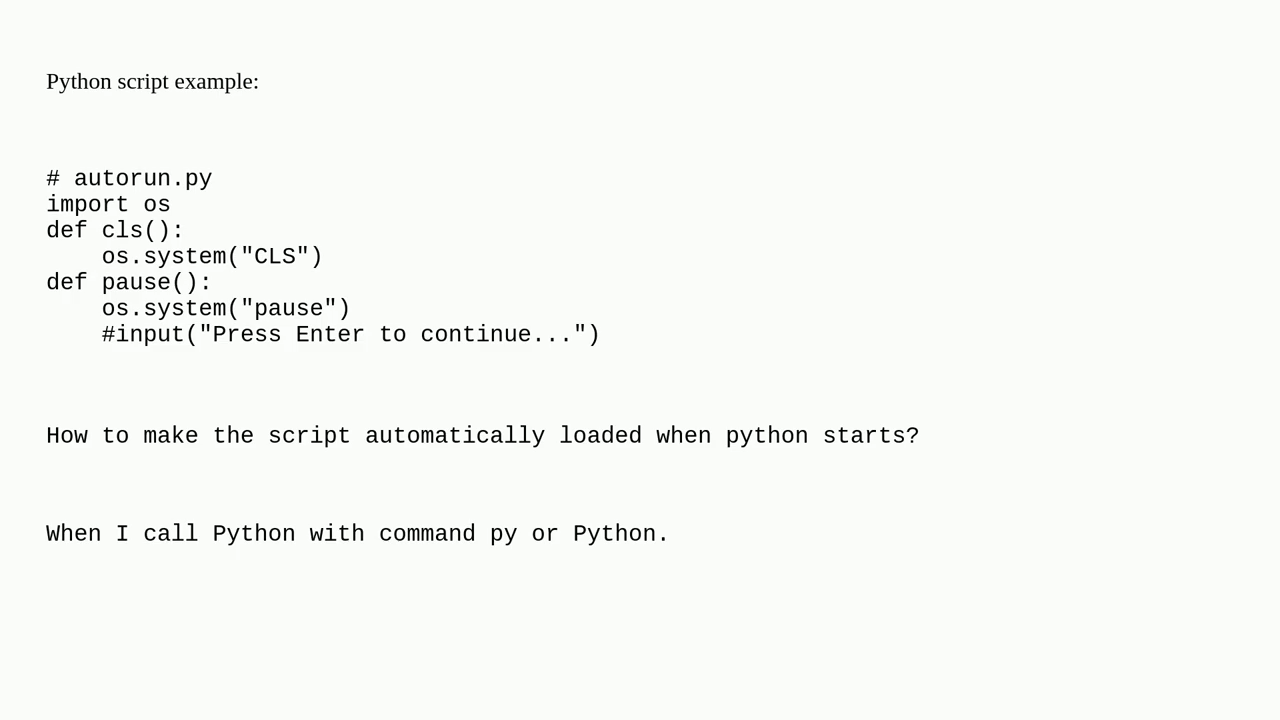 Python script example:
# autorun.py
import os
def cls():
    os.system("CLS")
def pause():
    os.system("pause")
    #input("Press Enter to continue...")
How to make the script automatically loaded when python starts?
When I call Python with command py or Python.